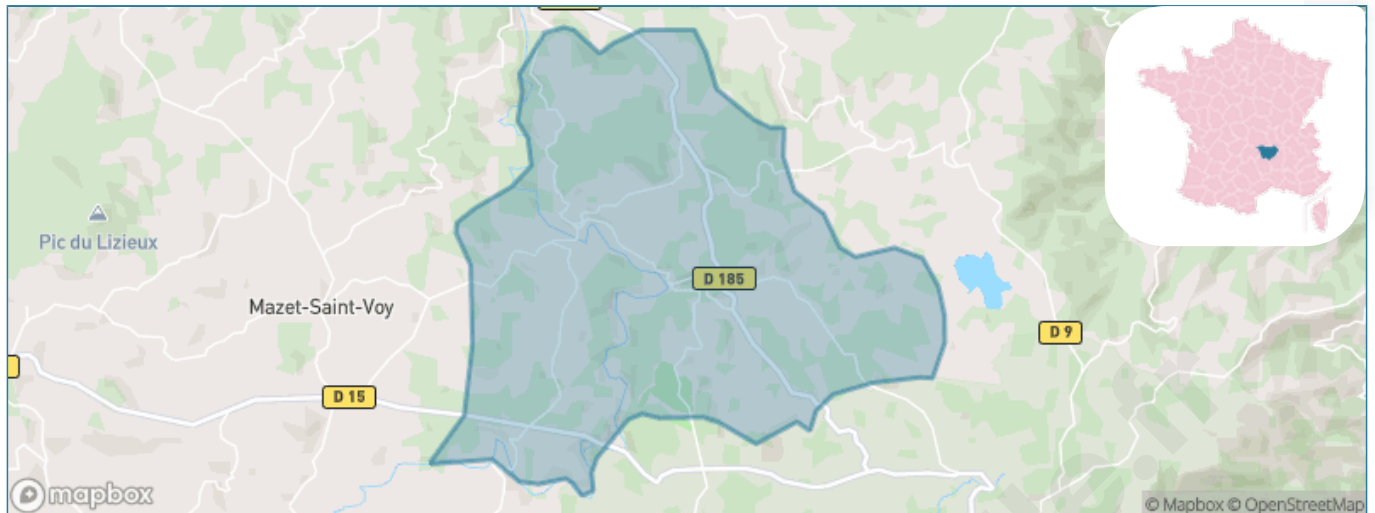 Pic du Lizieux
D 185
Mazet-Saint-Voy
D 9
D 15
mapbox
© Mapbox © OpenStreetMap